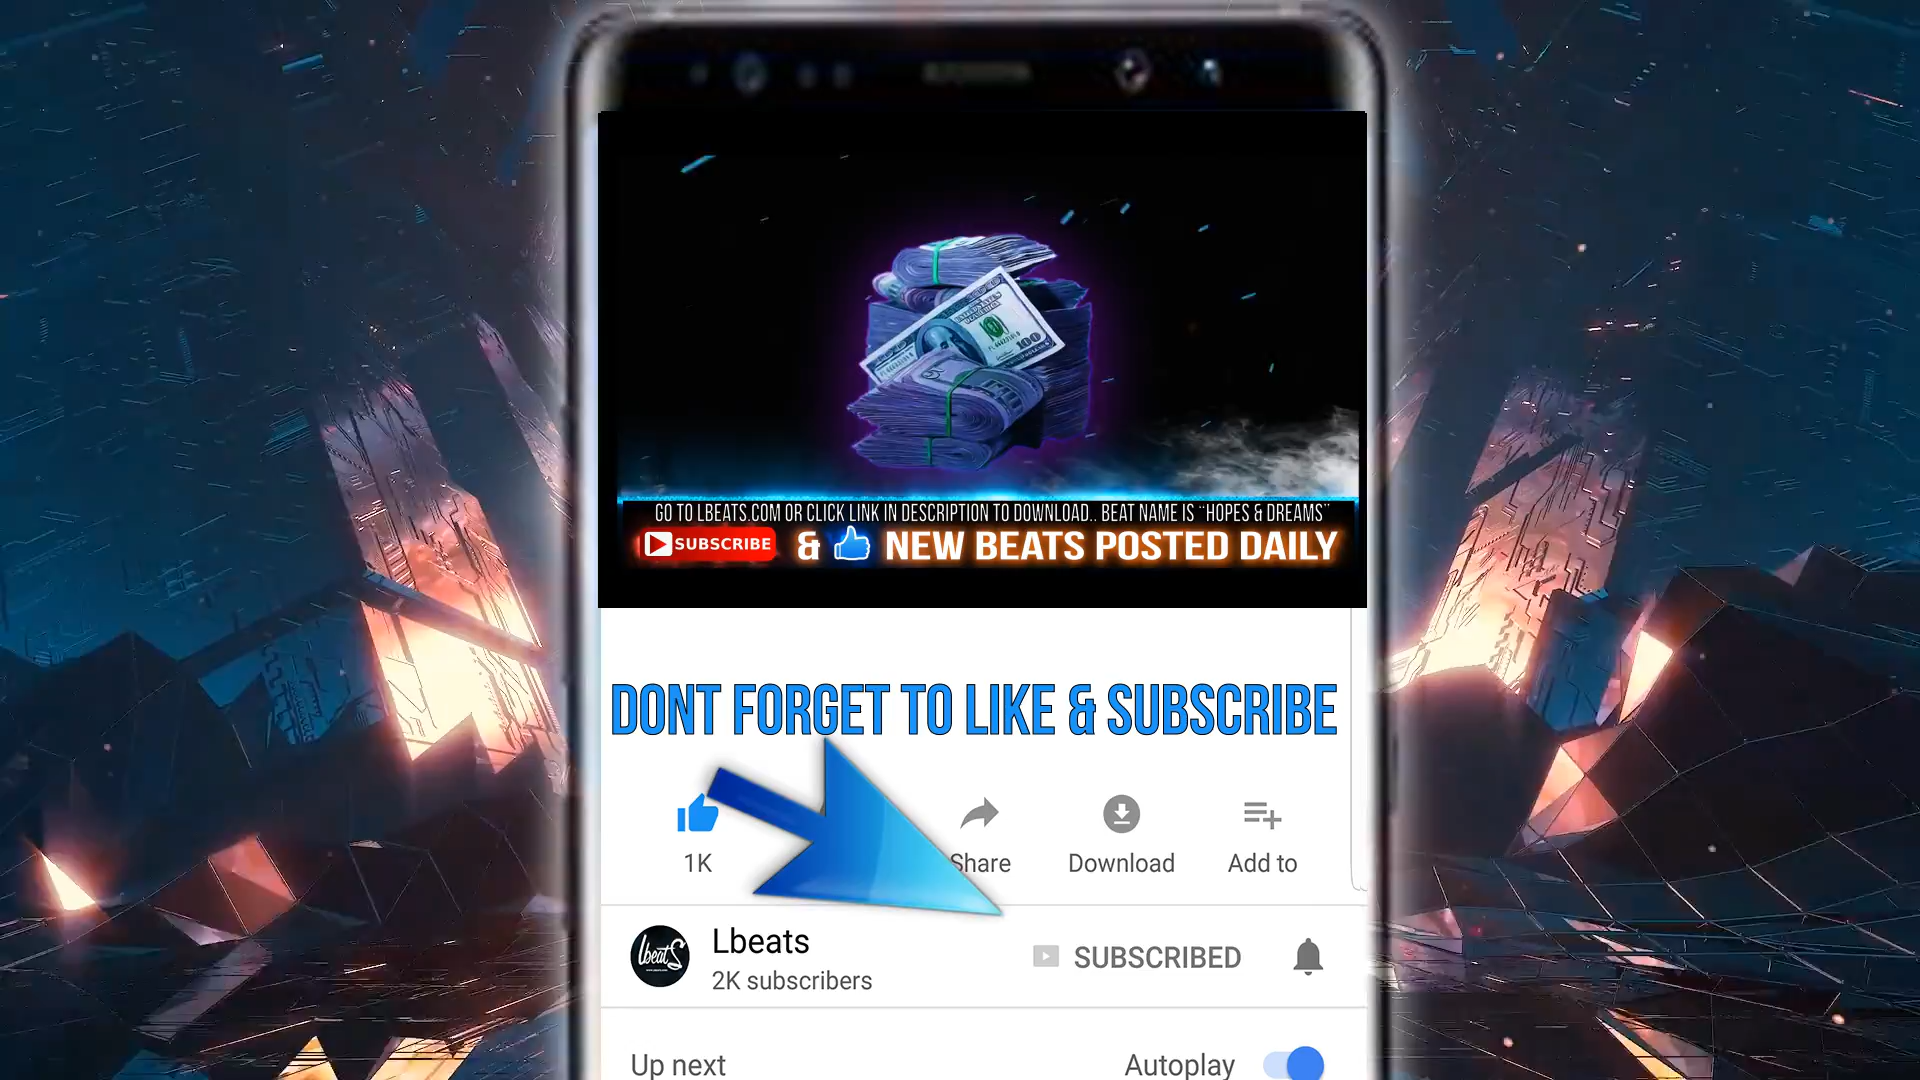 GO TO LBEATS.COM OR CLICK LINK IN DESCRIPTION TO DOWNLOAD.. BEAT NAME IS ¨HOPES & DREAMS¨
SUBSCRIBE & NEW BEATS POSTED DAILY
DONT FORGET TO LIKE & SUBSCRIBE
1K
Share
Download
Add to
Lbeats
Lbeats
2K subscribers
SUBSCRIBED
Up next
Autoplay